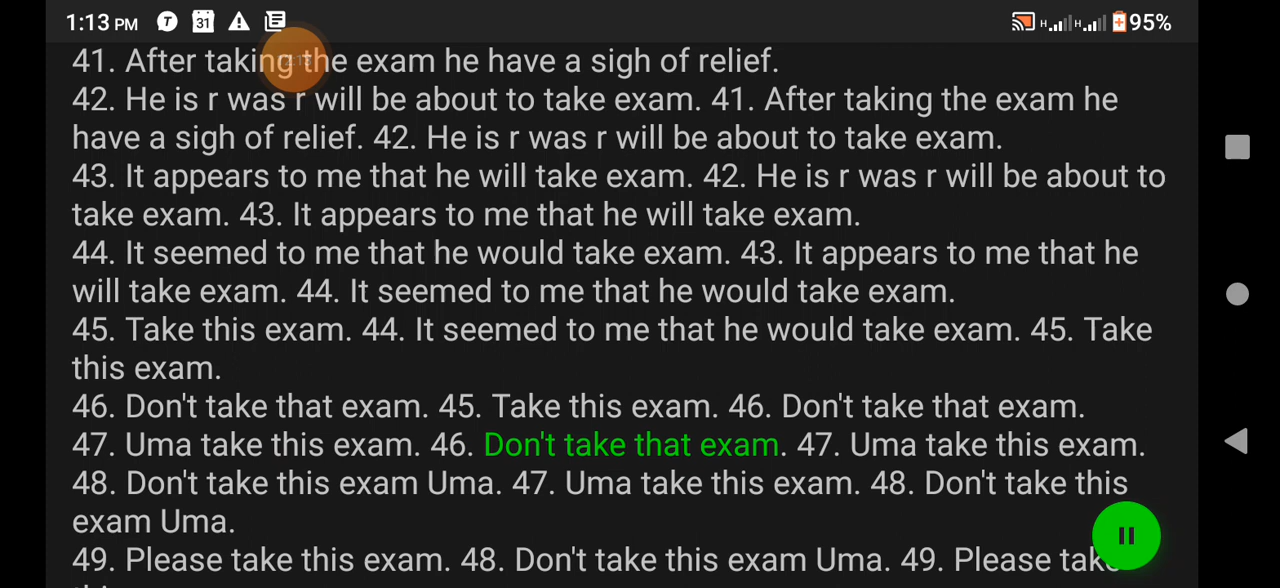 1:13 PM 31 95%
41. After taking the exam he have a sigh of relief.
42. He is r was r will be about to take exam. 41. After taking the exam he
have a sigh of relief. 42. He is r was r will be about to take exam.
43. It appears to me that he will take exam. 42. He is r was r will be about to
take exam. 43. It appears to me that he will take exam.
44. It seemed to me that he would take exam. 43. It appears to me that he
will take exam. 44. It seemed to me that he would take exam.
45. Take this exam. 44. It seemed to me that he would take exam. 45. Take
this exam.
46. Don't take that exam. 45. Take this exam. 46. Don't take that exam.
47. Uma take this exam. 46. Don't take that exam. 47. Uma take this exam.
48. Don't take this exam Uma. 47. Uma take this exam. 48. Don't take this
exam Uma.
49. Please take this exam. 48. Don't take this exam Uma. 49. Please take